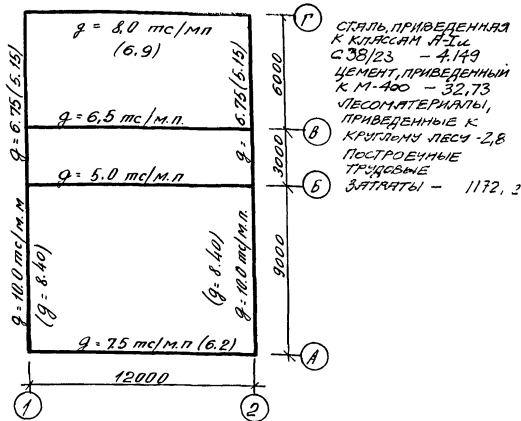 g = 8,0 тс/мп
(6.9)
g = 6.75 (5.15)
g = 6.75 (5.15)
g = 6,5 тс/м.п.
g = 5.0 тс/м.п
g = 10.0 тс/м.м
(g = 8.40)
(g = 8.40)
g = 10.0 тс/м.п.
g = 7.5 тс/м.п (6.2)
12000
1
2
Г
В
Б
А
6000
3000
9000
СТАЛЬ, ПРИВЕДЕННАЯ
К КЛАССАМ А-I и
С 38/23 - 4.149
ЦЕМЕНТ, ПРИВЕДЕННЫЙ
К М-400 - 32,73
ЛЕСОМАТЕРИАЛЫ,
ПРИВЕДЕННЫЕ К
КРУГЛОМУ ЛЕСУ - 2,8
ПОСТРОЕЧНЫЕ
ТРУДОВЫЕ
ЗАТРАТЫ - 1172,